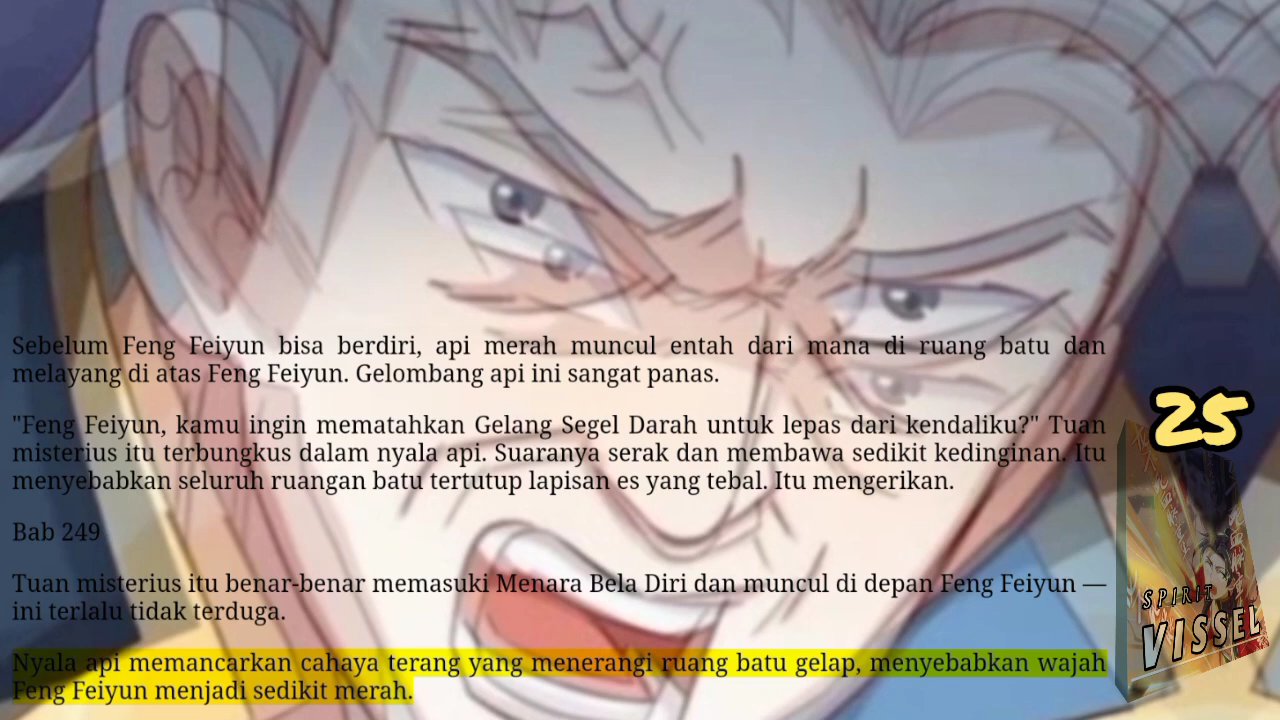 Sebelum Feng Feiyun bisa berdiri, api merah muncul entah dari mana di ruang batu dan
melayang di atas Feng Feiyun. Gelombang api ini sangat panas.
"Feng Feiyun, kamu ingin mematahkan Gelang Segel Darah untuk lepas dari kendaliku?" Tuan
misterius itu terbungkus dalam nyala api. Suaranya serak dan membawa sedikit kedinginan. Itu
menyebabkan seluruh ruangan batu tertutup lapisan es yang tebal. Itu mengerikan.
Bab 249
Tuan misterius itu benar-benar memasuki Menara Bela Diri dan muncul di depan Feng Feiyun —
ini terlalu tidak terduga.
Nyala api memancarkan cahaya terang yang menerangi ruang batu gelap, menyebabkan wajah
Feng Feiyun menjadi sedikit merah.
25
SPIRIT
VISSEL